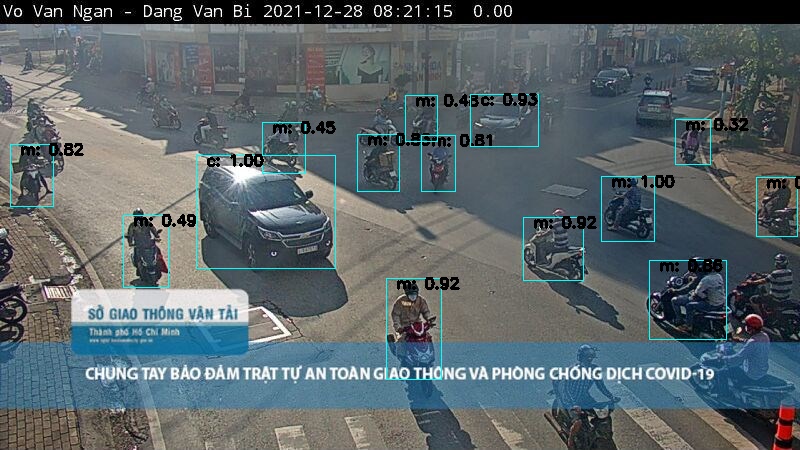 Vo Van Ngan - Dang Van Bi 2021-12-28 08:21:15 0.00
m: 0.45
c: 0.93
m: 0.45
m: 0.81
m: 0.32
m: 0.82
c: 1.00
m: 1.00
m: 0.49
m: 0.92
m: 0.86
m: 0.92
SỞ GIAO THÔNG VẬN TẢI
Thành phố Hồ Chí Minh
CHUNG TAY BẢO ĐẢM TRẬT TỰ AN TOÀN GIAO THÔNG VÀ PHÒNG CHỐNG DỊCH COVID-19